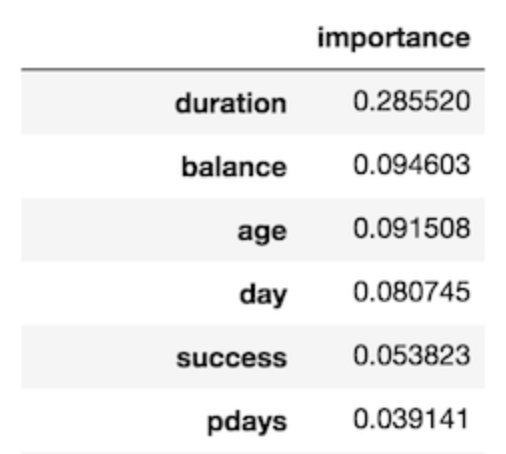 importance
duration 0.285520
balance 0.094603
age 0.091508
day 0.080745
success 0.053823
pdays 0.039141